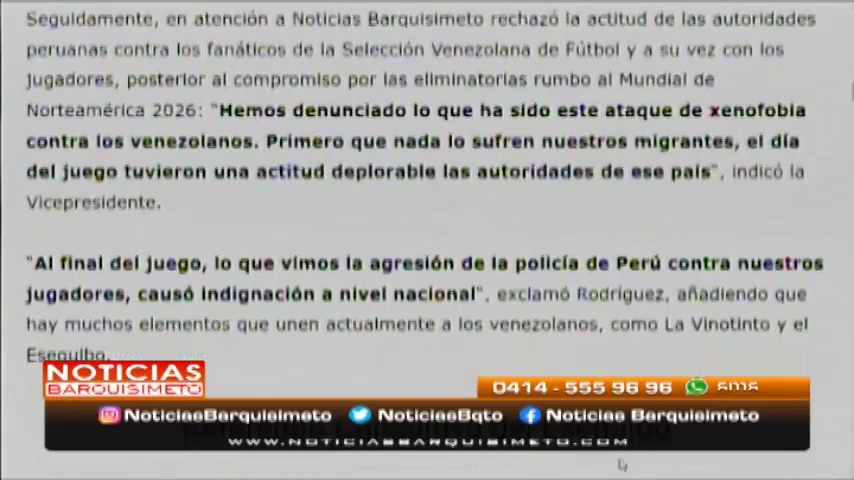 Seguidamente, en atención a Noticias Barquisimeto rechazó la actitud de las autoridades
peruanas contra los fanáticos de la Selección Venezolana de Fútbol y a su vez con los
jugadores, posterior al compromiso por las eliminatorias rumbo al Mundial de
Norteamérica 2026: "Hemos denunciado lo que ha sido este ataque de xenofobia
contra los venezolanos. Primero que nada lo sufren nuestros migrantes, el día
del juego tuvieron una actitud deplorable las autoridades de ese país", indicó la
Vicepresidente.
"Al final del juego, lo que vimos la agresión de la policía de Perú contra nuestros
jugadores, causó indignación a nivel nacional", exclamó Rodríguez, añadiendo que
hay muchos elementos que unen actualmente a los venezolanos, como La Vinotinto y el
Esequibo.
NOTICIAS
BARQUISIMETO
0414 - 555 96 96
NoticiasBarquisimeto NoticiasBqto Noticias Barquisimeto
WWW.NOTICIASBARQUISIMETO.COM